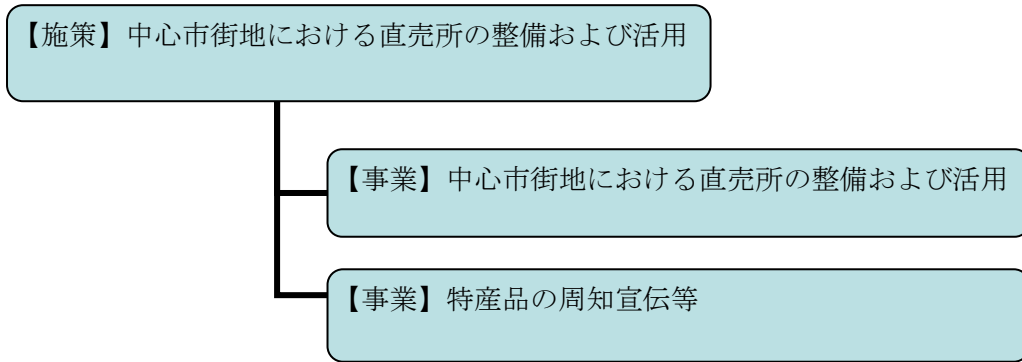 【施策】中心市街地における直売所の整備および活用
【事業】中心市街地における直売所の整備および活用
【事業】特産品の周知宣伝等